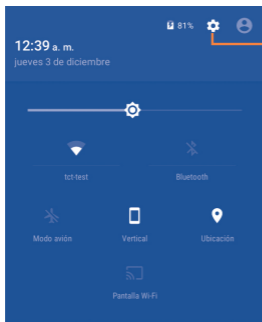 81%
12:39 a. m.
jueves 3 de diciembre
tct-test
Bluetooth
Modo avión
Vertical
Ubicación
Pantalla Wi-Fi